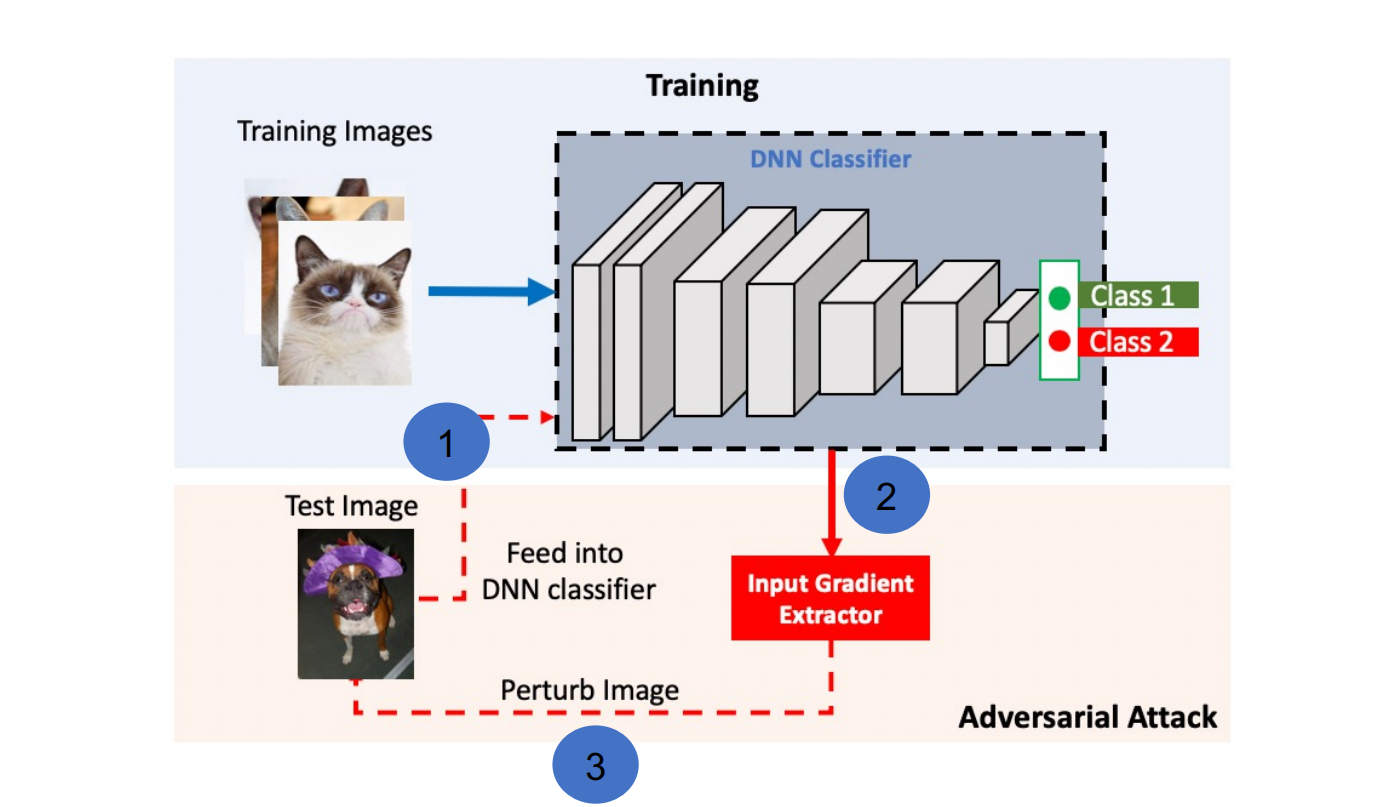 Training
Training Images
DNN Classifier
Class 1
Class 2
1
2
Test Image
Feed into
DNN classifier
Input Gradient
Extractor
Perturb Image
Adversarial Attack
3